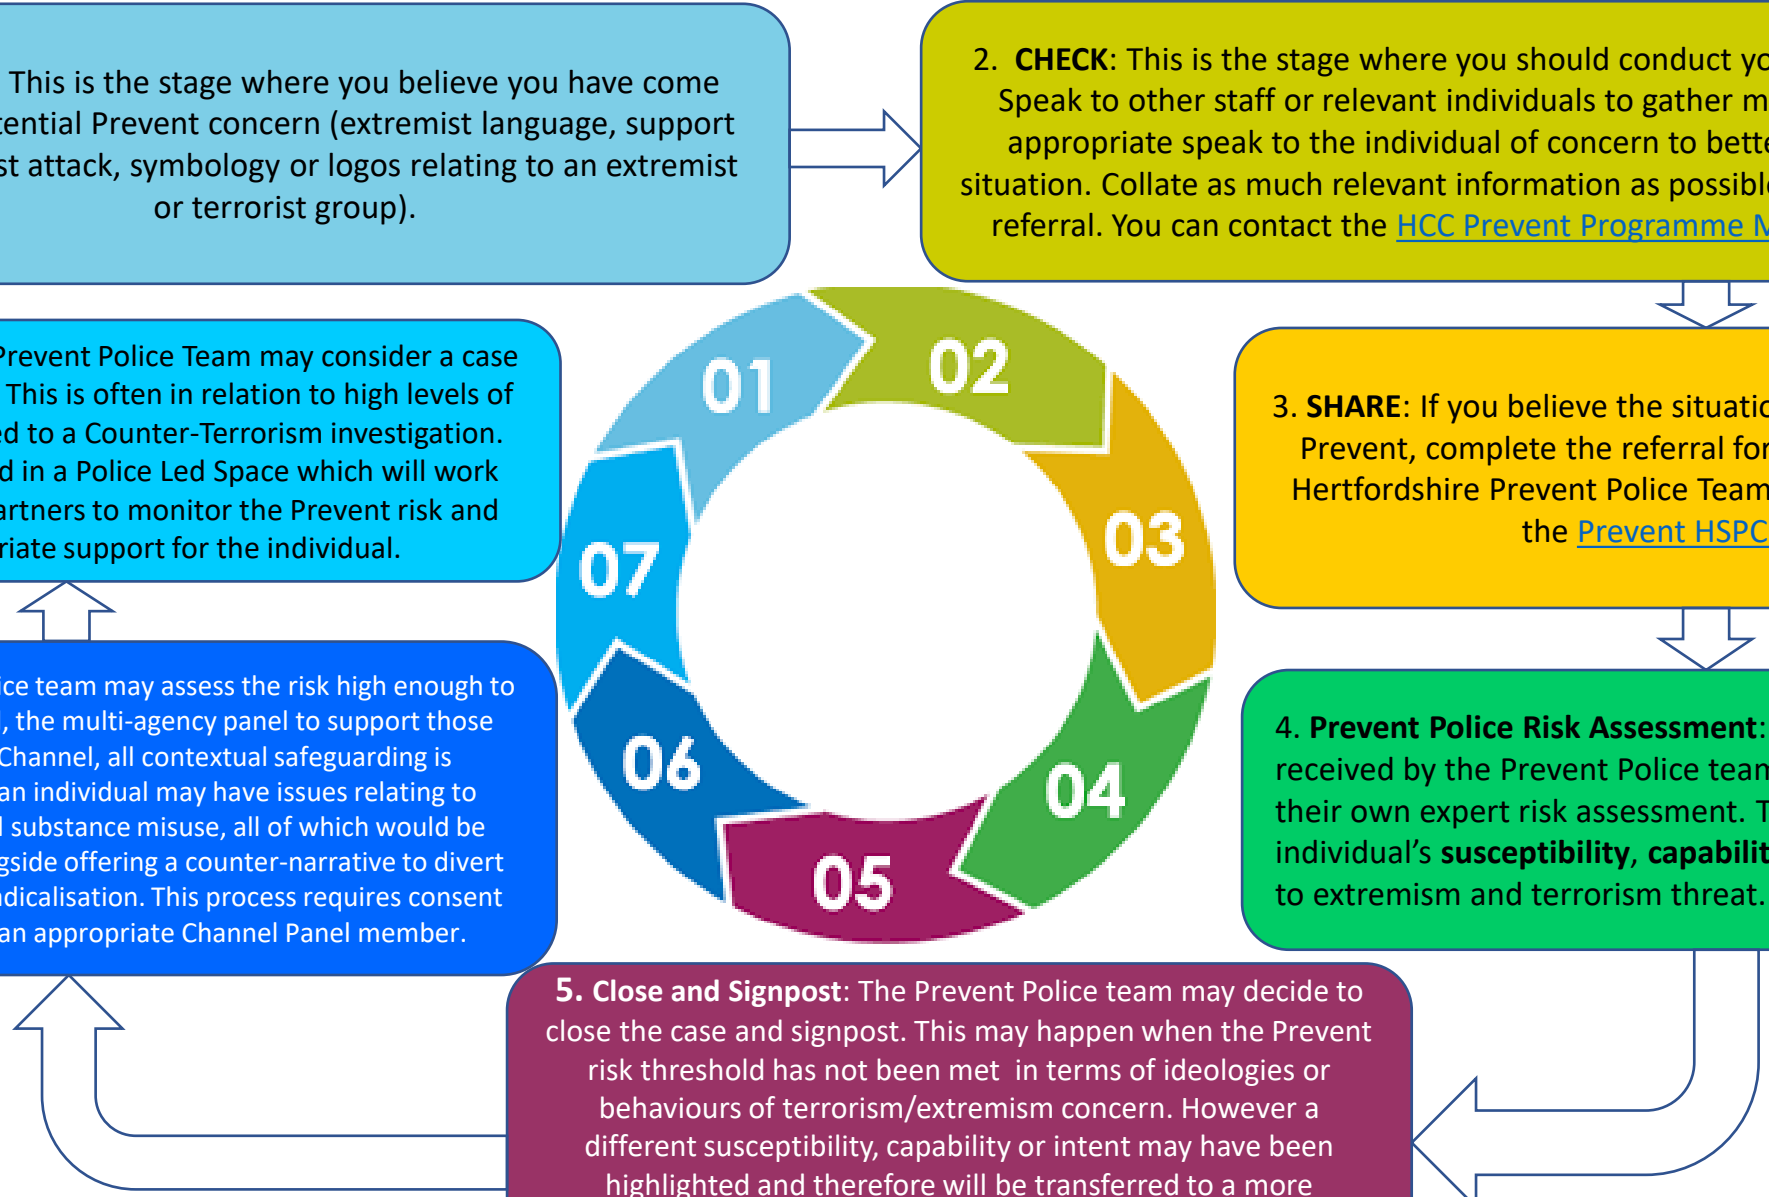 This is the stage where you believe you have come
tential Prevent concern (extremist language, support
st attack, symbology or logos relating to an extremist
or terrorist group).
2. CHECK: This is the stage where you should conduct yo
Speak to other staff or relevant individuals to gather m
appropriate speak to the individual of concern to bette
situation. Collate as much relevant information as possible
referral. You can contact the HCC Prevent Programme M
3. SHARE: If you believe the situatio
Prevent, complete the referral for
Hertfordshire Prevent Police Team
the Prevent HSPC
4. Prevent Police Risk Assessment:
received by the Prevent Police team
their own expert risk assessment. T
individual's susceptibility, capabilit
to extremism and terrorism threat.
5. Close and Signpost: The Prevent Police team may decide to
close the case and signpost. This may happen when the Prevent
risk threshold has not been met in terms of ideologies or
behaviours of terrorism/extremism concern. However a
different susceptibility, capability or intent may have been
highlighted and therefore will be transferred to a more
ice team may assess the risk high enough to
, the multi-agency panel to support those
Channel, all contextual safeguarding is
an individual may have issues relating to
substance misuse, all of which would be
gside offering a counter-narrative to divert
dicalisation. This process requires consent
an appropriate Channel Panel member.
Prevent Police Team may consider a case
This is often in relation to high levels of
ed to a Counter-Terrorism investigation.
d in a Police Led Space which will work
artners to monitor the Prevent risk and
riate support for the individual.
01
02
03
04
05
06
07